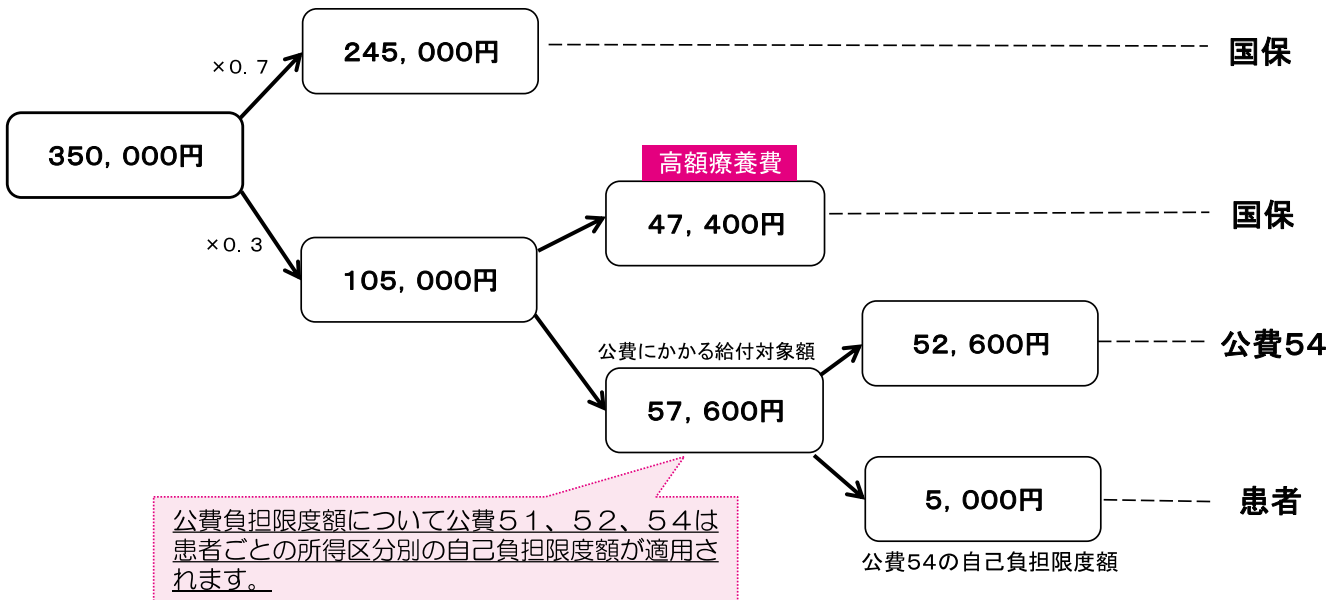 245，000円
国保
×0．7
350，000円
高額療養費
47，400円
国保
×0．3
105，000円
公費にかかる給付対象額
52，600円
公費54
57，600円
5，000円
患者
公費54の自己負担限度額
公費負担限度額について公費５１、５２、５４は
患者ごとの所得区分別の自己負担限度額が適用さ
れます。